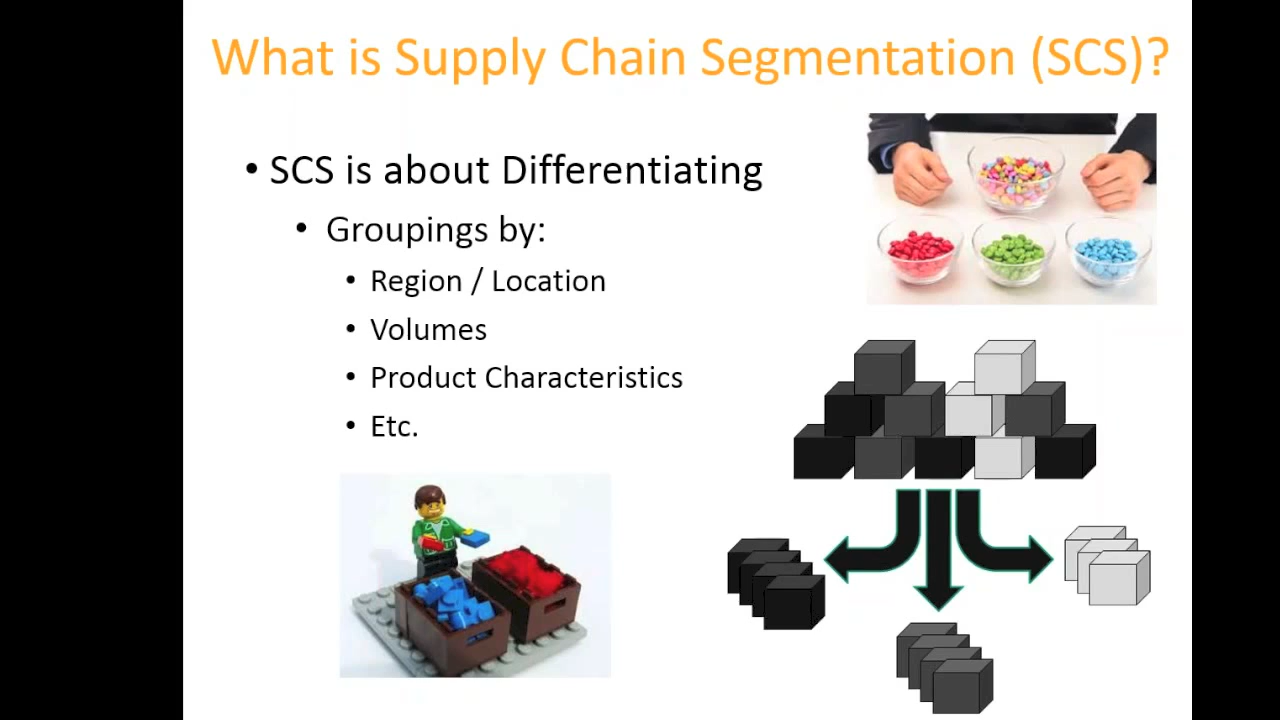 What is Supply Chain Segmentation (SCS)?
• SCS is about Differentiating
• Groupings by:
• Region / Location
• Volumes
• Product Characteristics
• Etc.